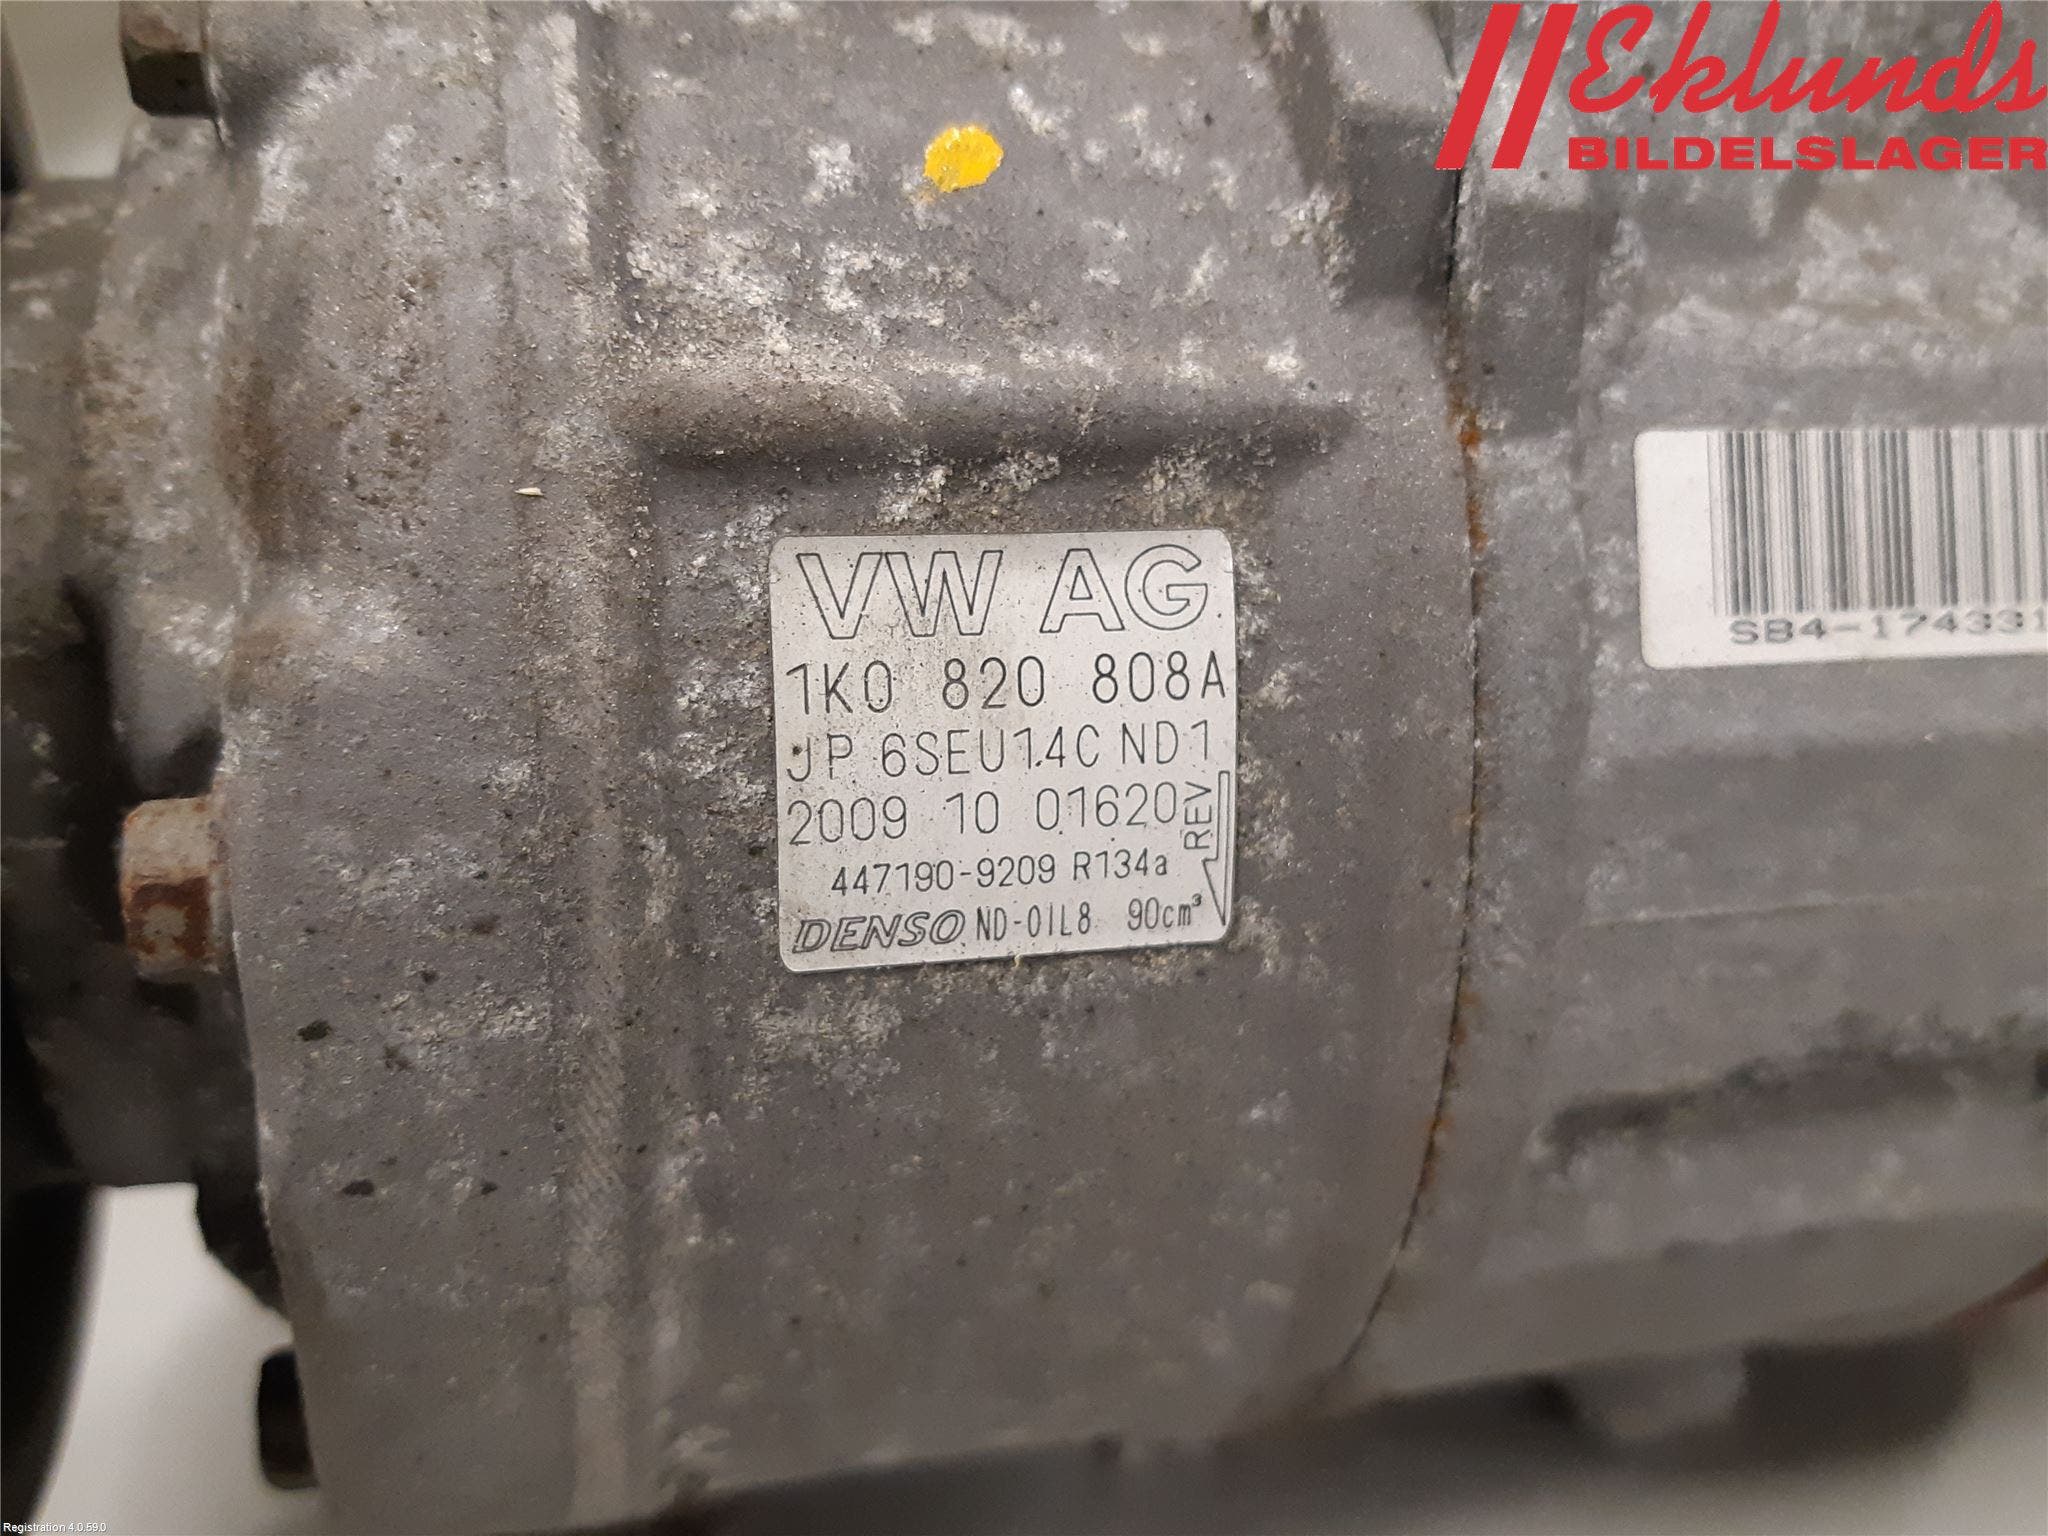 Eklunds
BILDELSLAGER
VW AG
1K0 820 808A
JP 6SEU14C ND1
2009 10 01620
REV
447190-9209 R134a
DENSO ND-OIL8 90cm³
SB4-174331
Registration 4.0.59.0